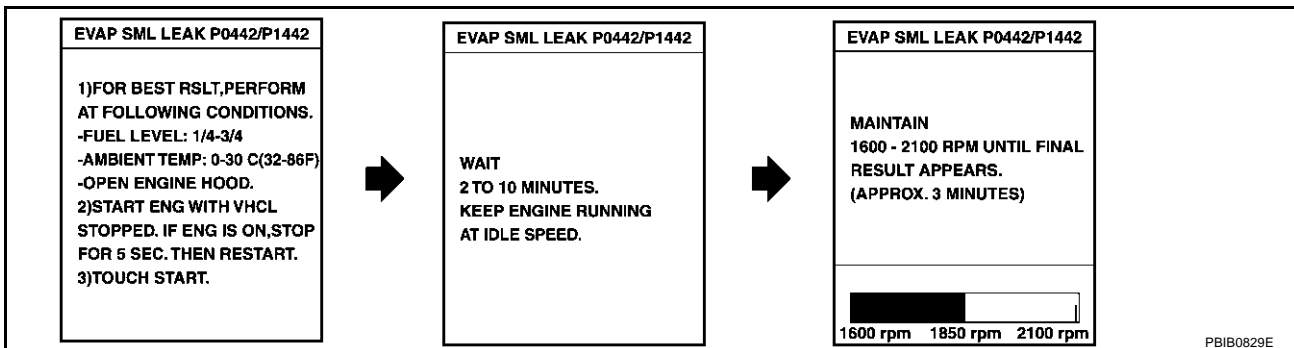 EVAP SML LEAK P0442/P1442
1)FOR BEST RSLT,PERFORM
AT FOLLOWING CONDITIONS.
-FUEL LEVEL: 1/4-3/4
-AMBIENT TEMP: 0-30 C(32-86F)
-OPEN ENGINE HOOD.
2)START ENG WITH VHCL
STOPPED. IF ENG IS ON,STOP
FOR 5 SEC. THEN RESTART.
3)TOUCH START.
EVAP SML LEAK P0442/P1442
WAIT
2 TO 10 MINUTES.
KEEP ENGINE RUNNING
AT IDLE SPEED.
EVAP SML LEAK P0442/P1442
MAINTAIN
1600 - 2100 RPM UNTIL FINAL
RESULT APPEARS.
(APPROX. 3 MINUTES)
1600 rpm 1850 rpm 2100 rpm
PBIB0829E